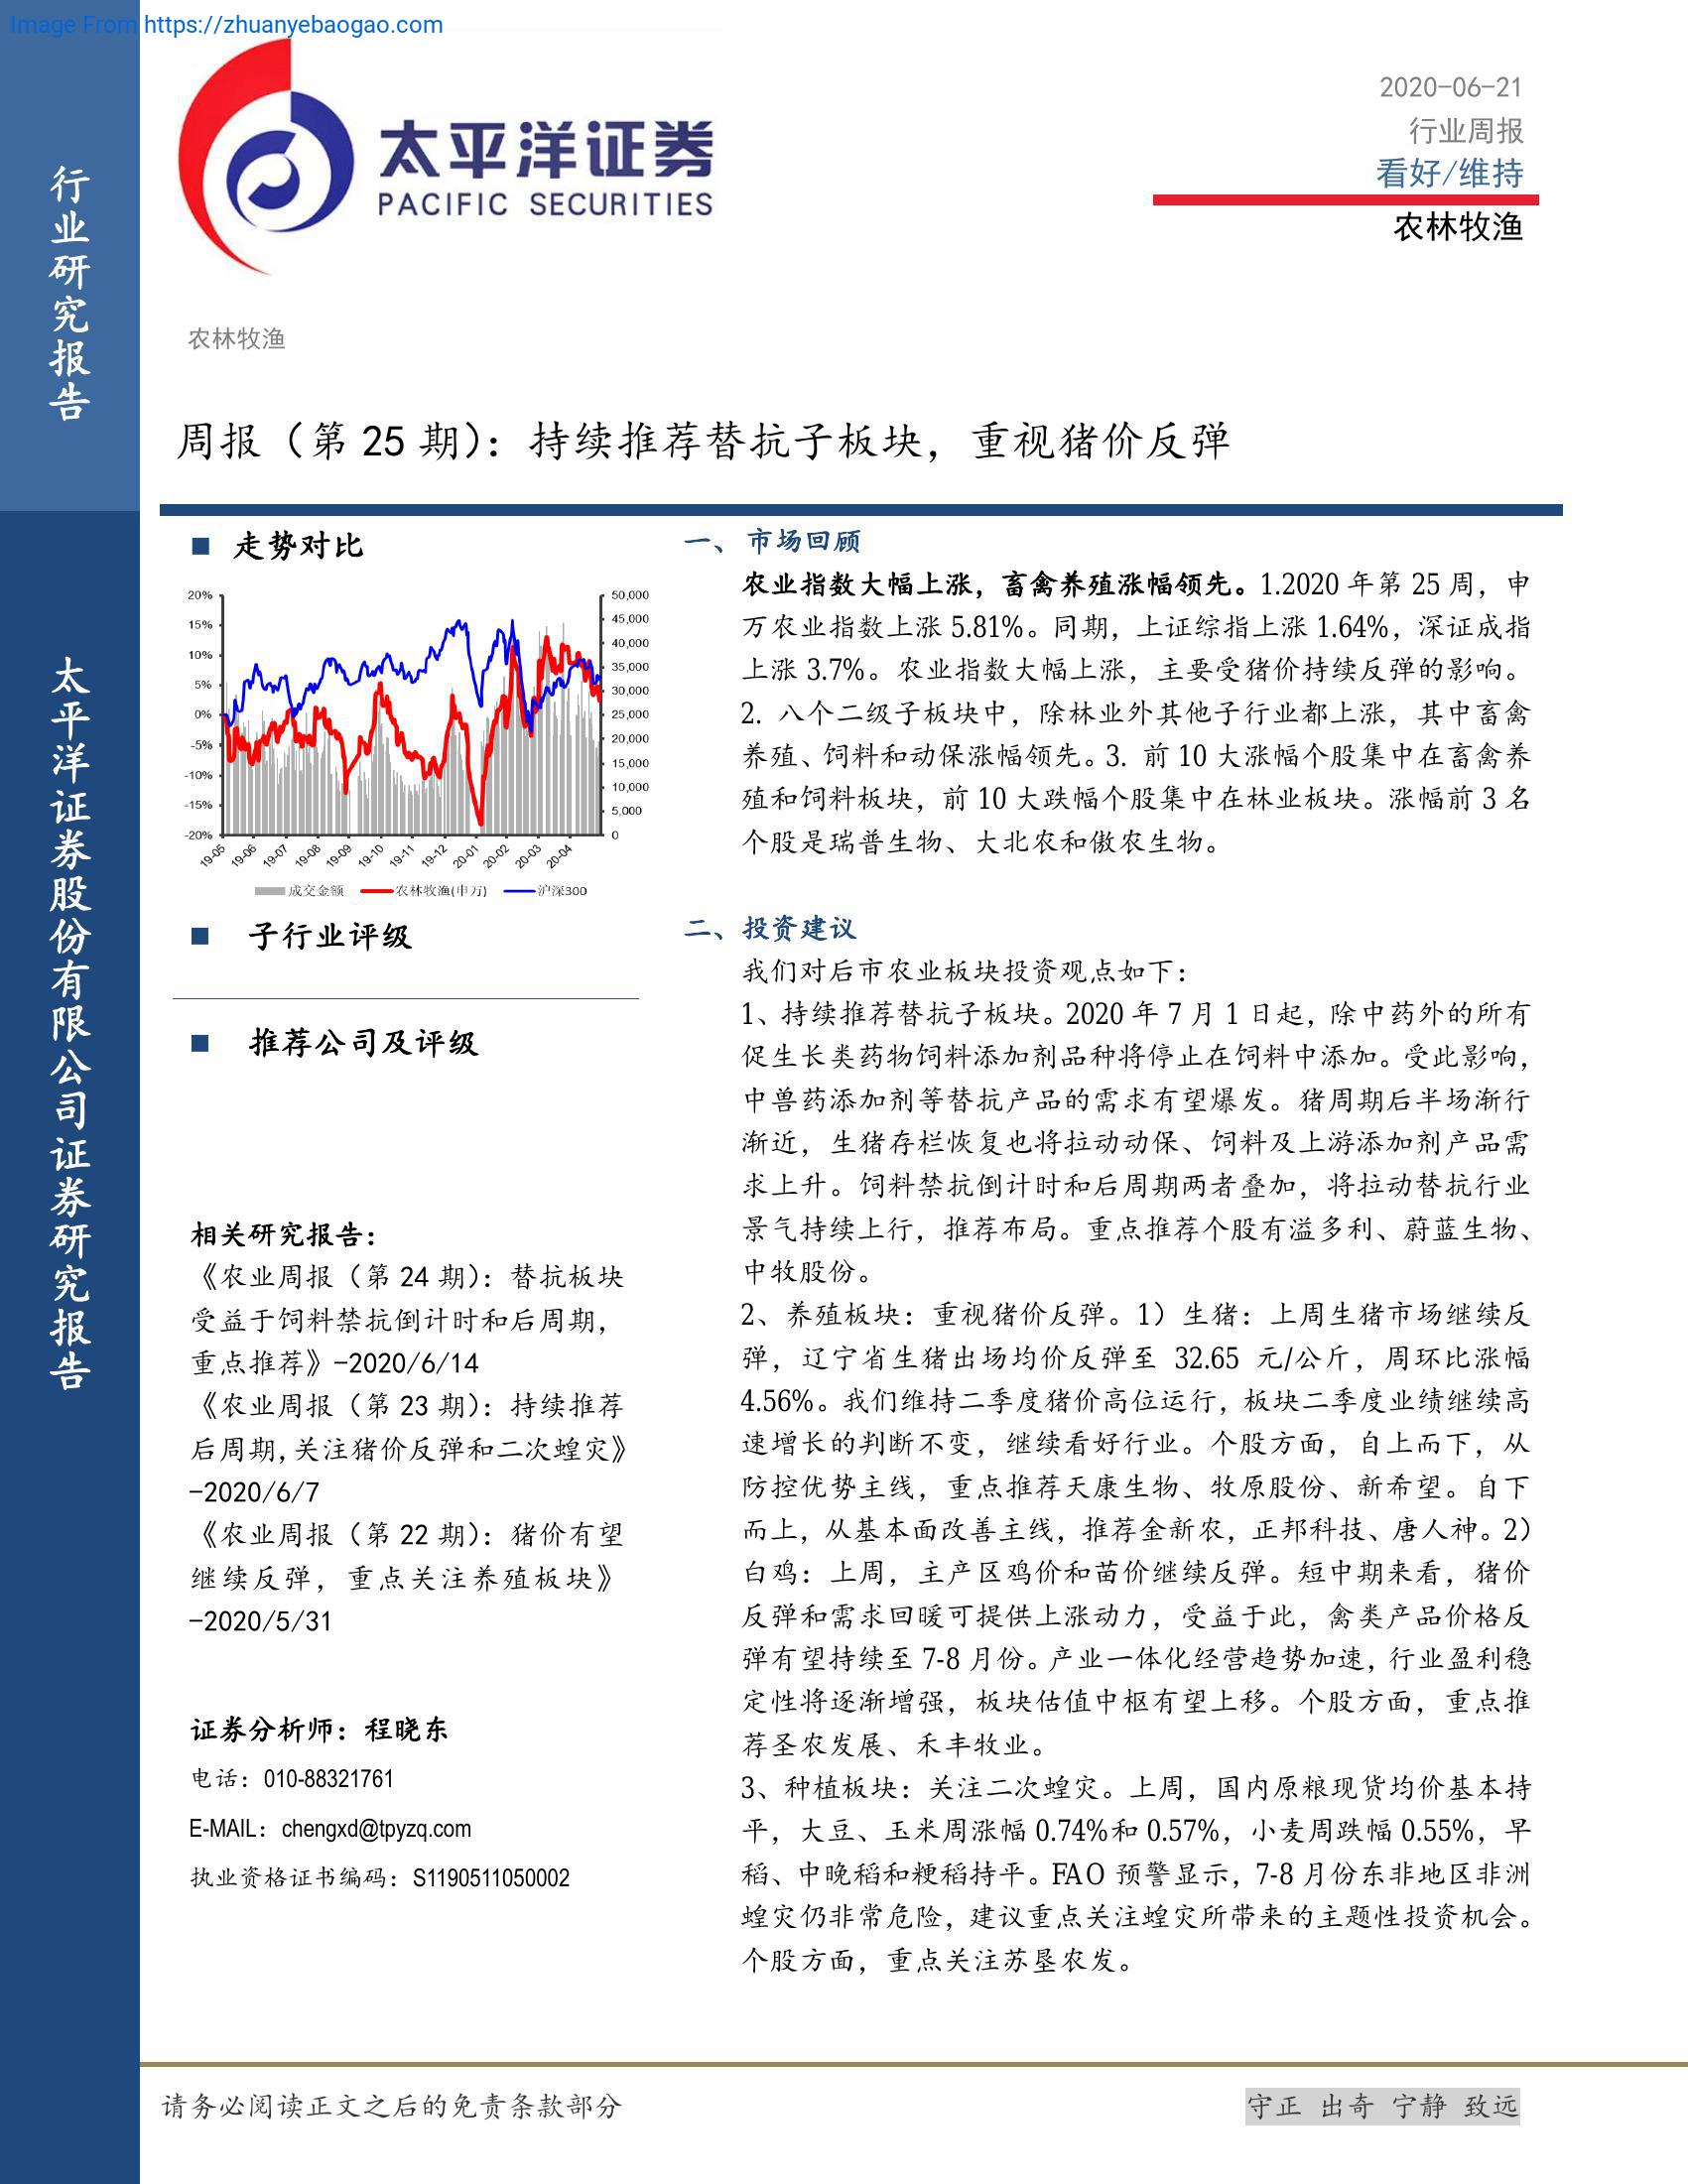 Image From https://zhuanyebaogao.com
太平洋证券
PACIFIC SECURITIES
2020-06-21
行业周报
看好/维持
农林牧渔
行业研究报告
太平洋证券股份有限公司证券研究报告
农林牧渔
周报（第 25 期）：持续推荐替抗子板块，重视猪价反弹
■ 走势对比
20%
15%
10%
5%
0%
-5%
-10%
-15%
-20%
50,000
45,000
40,000
35,000
30,000
25,000
20,000
15,000
10,000
5,000
0
19-05 19-06 19-07 19-08 19-09 19-10 19-11 19-12 20-01 20-02 20-03 20-04
成交金额 农林牧渔(申万) 沪深300
■ 子行业评级
■ 推荐公司及评级
相关研究报告：
《农业周报（第 24 期）：替抗板块
受益于饲料禁抗倒计时和后周期，
重点推荐》-2020/6/14
《农业周报（第 23 期）：持续推荐
后周期,关注猪价反弹和二次蝗灾》
-2020/6/7
《农业周报（第 22 期）：猪价有望
继续反弹，重点关注养殖板块》
-2020/5/31
证券分析师：程晓东
电话：010-88321761
E-MAIL：chengxd@tpyzq.com
执业资格证书编码：S1190511050002
一、 市场回顾
农业指数大幅上涨，畜禽养殖涨幅领先。1.2020 年第 25 周，申
万农业指数上涨 5.81%。同期，上证综指上涨 1.64%，深证成指
上涨 3.7%。农业指数大幅上涨，主要受猪价持续反弹的影响。
2. 八个二级子板块中，除林业外其他子行业都上涨，其中畜禽
养殖、饲料和动保涨幅领先。3. 前 10 大涨幅个股集中在畜禽养
殖和饲料板块，前 10 大跌幅个股集中在林业板块。涨幅前 3 名
个股是瑞普生物、大北农和傲农生物。
二、投资建议
我们对后市农业板块投资观点如下：
1、持续推荐替抗子板块。2020 年 7 月 1 日起，除中药外的所有
促生长类药物饲料添加剂品种将停止在饲料中添加。受此影响，
中兽药添加剂等替抗产品的需求有望爆发。猪周期后半场渐行
渐近，生猪存栏恢复也将拉动动保、饲料及上游添加剂产品需
求上升。饲料禁抗倒计时和后周期两者叠加，将拉动替抗行业
景气持续上行，推荐布局。重点推荐个股有溢多利、蔚蓝生物、
中牧股份。
2、养殖板块：重视猪价反弹。1）生猪：上周生猪市场继续反
弹，辽宁省生猪出场均价反弹至 32.65 元/公斤，周环比涨幅
4.56%。我们维持二季度猪价高位运行，板块二季度业绩继续高
速增长的判断不变，继续看好行业。个股方面，自上而下，从
防控优势主线，重点推荐天康生物、牧原股份、新希望。自下
而上，从基本面改善主线，推荐金新农，正邦科技、唐人神。2）
白鸡：上周，主产区鸡价和苗价继续反弹。短中期来看，猪价
反弹和需求回暖可提供上涨动力，受益于此，禽类产品价格反
弹有望持续至 7-8 月份。产业一体化经营趋势加速，行业盈利稳
定性将逐渐增强，板块估值中枢有望上移。个股方面，重点推
荐圣农发展、禾丰牧业。
3、种植板块：关注二次蝗灾。上周，国内原粮现货均价基本持
平，大豆、玉米周涨幅 0.74%和 0.57%，小麦周跌幅 0.55%，早
稻、中晚稻和粳稻持平。FAO 预警显示，7-8 月份东非地区非洲
蝗灾仍非常危险，建议重点关注蝗灾所带来的主题性投资机会。
个股方面，重点关注苏垦农发。
请务必阅读正文之后的免责条款部分
守正 出奇 宁静 致远